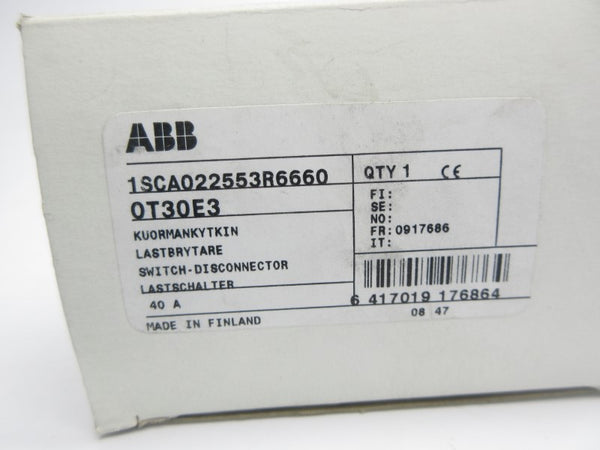 ABB
1SCA022553R6660
OT30E3
KUORMANKYTKIN
LASTBRYTARE
SWITCH-DISCONNECTOR
LASTSCHALTER
40 A
MADE IN FINLAND
QTY 1 CE
FI:
SE:
NO:
FR:0917686
IT:
6 417019 176864
08 47